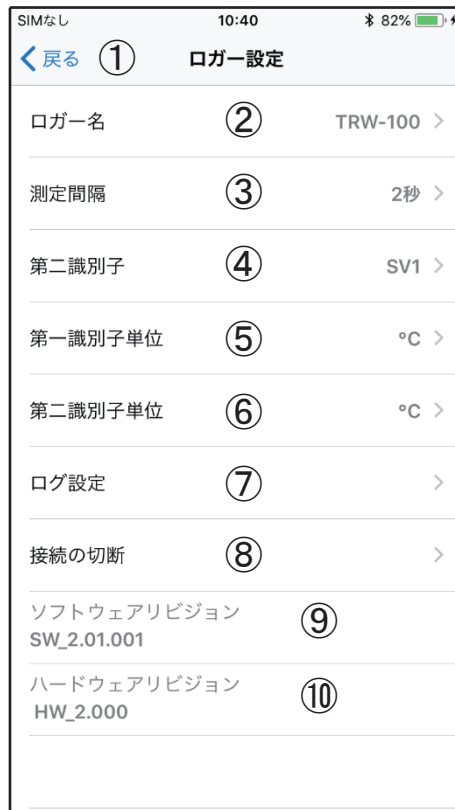 SIMなし 10:40 82%
戻る ① ロガー設定
ロガー名 ② TRW-100
測定間隔 ③ 2秒
第二識別子 ④ SV1
第一識別子単位 ⑤ °C
第二識別子単位 ⑥ °C
ログ設定 ⑦
接続の切断 ⑧
ソフトウェアリビジョン ⑨
SW_2.01.001
ハードウェアリビジョン ⑩
HW_2.000